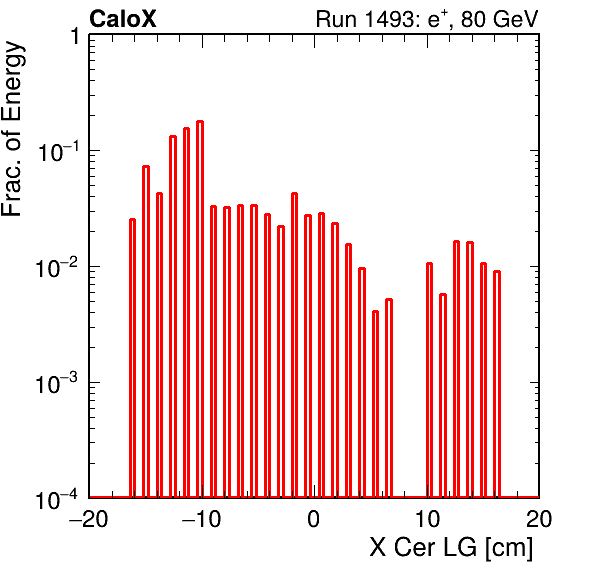 CaloX
Run 1493: e⁺, 80 GeV
Frac. of Energy
1
10⁻¹
10⁻²
10⁻³
10⁻⁴
−20 −10 0 10 20
X Cer LG [cm]